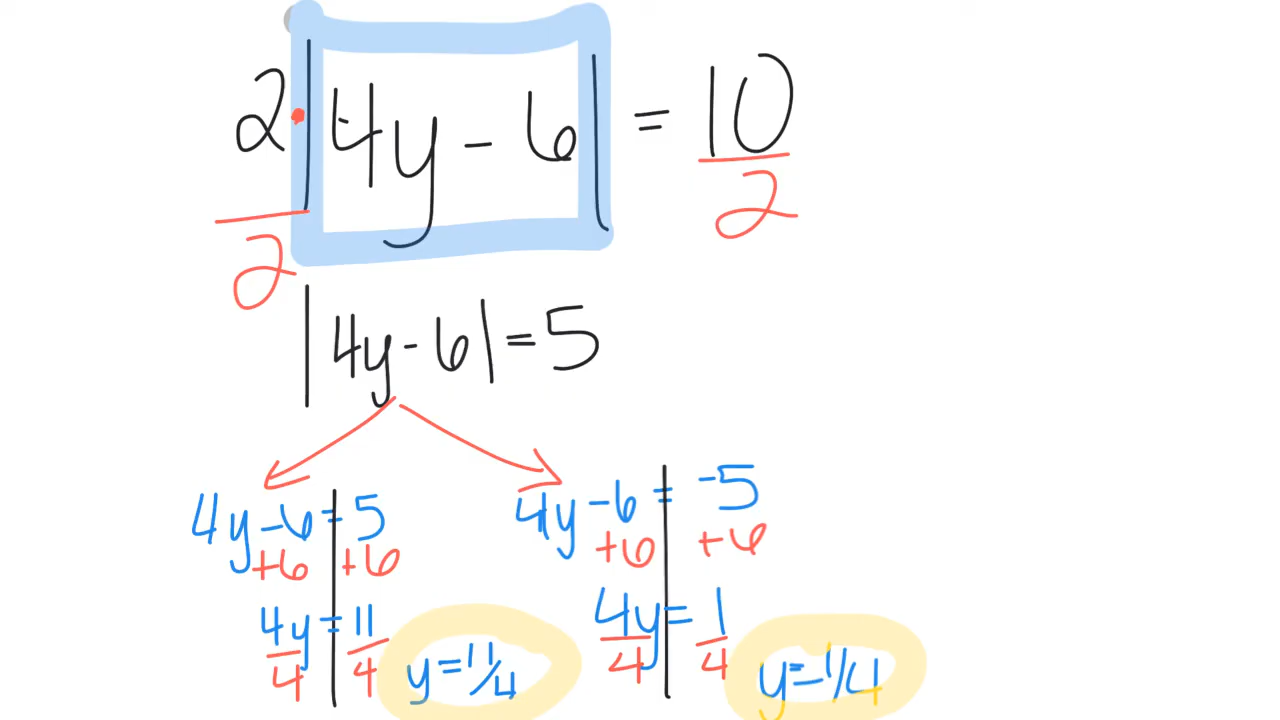 2·|4y - 6| = 10
2 2
|4y - 6| = 5
4y - 6 = 5 4y - 6 = -5
+6 +6 +6 +6
4y = 11 4y = 1
4 4 y = 11/4 4 4 y = 1/4